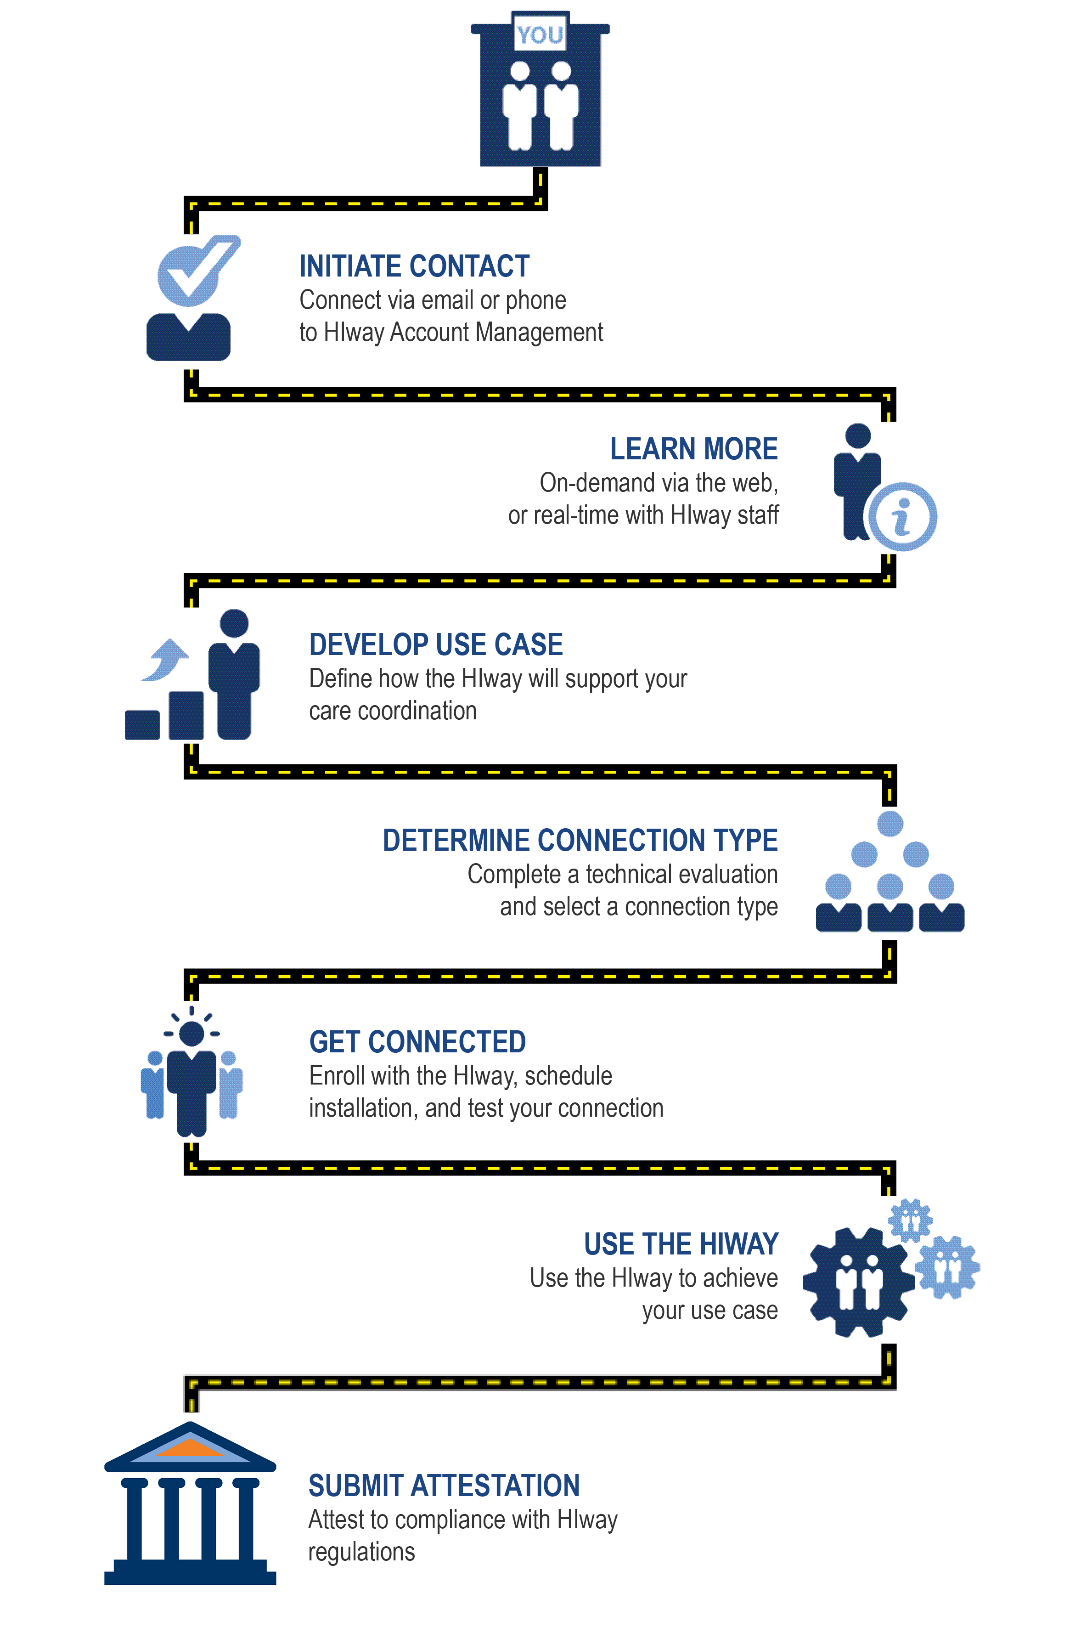 YOU
INITIATE CONTACT
Connect via email or phone
to HIway Account Management
LEARN MORE
On-demand via the web,
or real-time with HIway staff
DEVELOP USE CASE
Define how the HIway will support your
care coordination
DETERMINE CONNECTION TYPE
Complete a technical evaluation
and select a connection type
GET CONNECTED
Enroll with the HIway, schedule
installation, and test your connection
USE THE HIWAY
Use the HIway to achieve
your use case
SUBMIT ATTESTATION
Attest to compliance with HIway
regulations